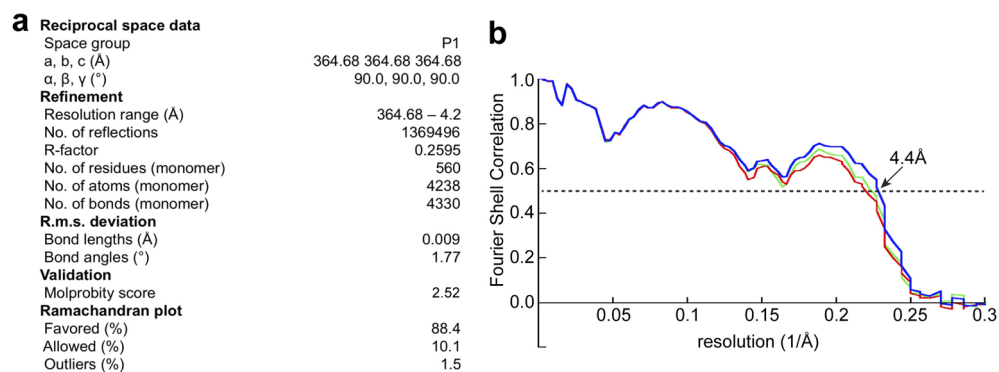 a
Reciprocal space data
Space group P1
a, b, c (Å) 364.68 364.68 364.68
α, β, γ (°) 90.0, 90.0, 90.0
Refinement
Resolution range (Å) 364.68 – 4.2
No. of reflections 1369496
R-factor 0.2595
No. of residues (monomer) 560
No. of atoms (monomer) 4238
No. of bonds (monomer) 4330
R.m.s. deviation
Bond lengths (Å) 0.009
Bond angles (°) 1.77
Validation
Molprobity score 2.52
Ramachandran plot
Favored (%) 88.4
Allowed (%) 10.1
Outliers (%) 1.5
b
Fourier Shell Correlation
1.0
0.8
0.6
0.4
0.2
0.0
4.4Å
0.05 0.1 0.15 0.2 0.25 0.3
resolution (1/Å)